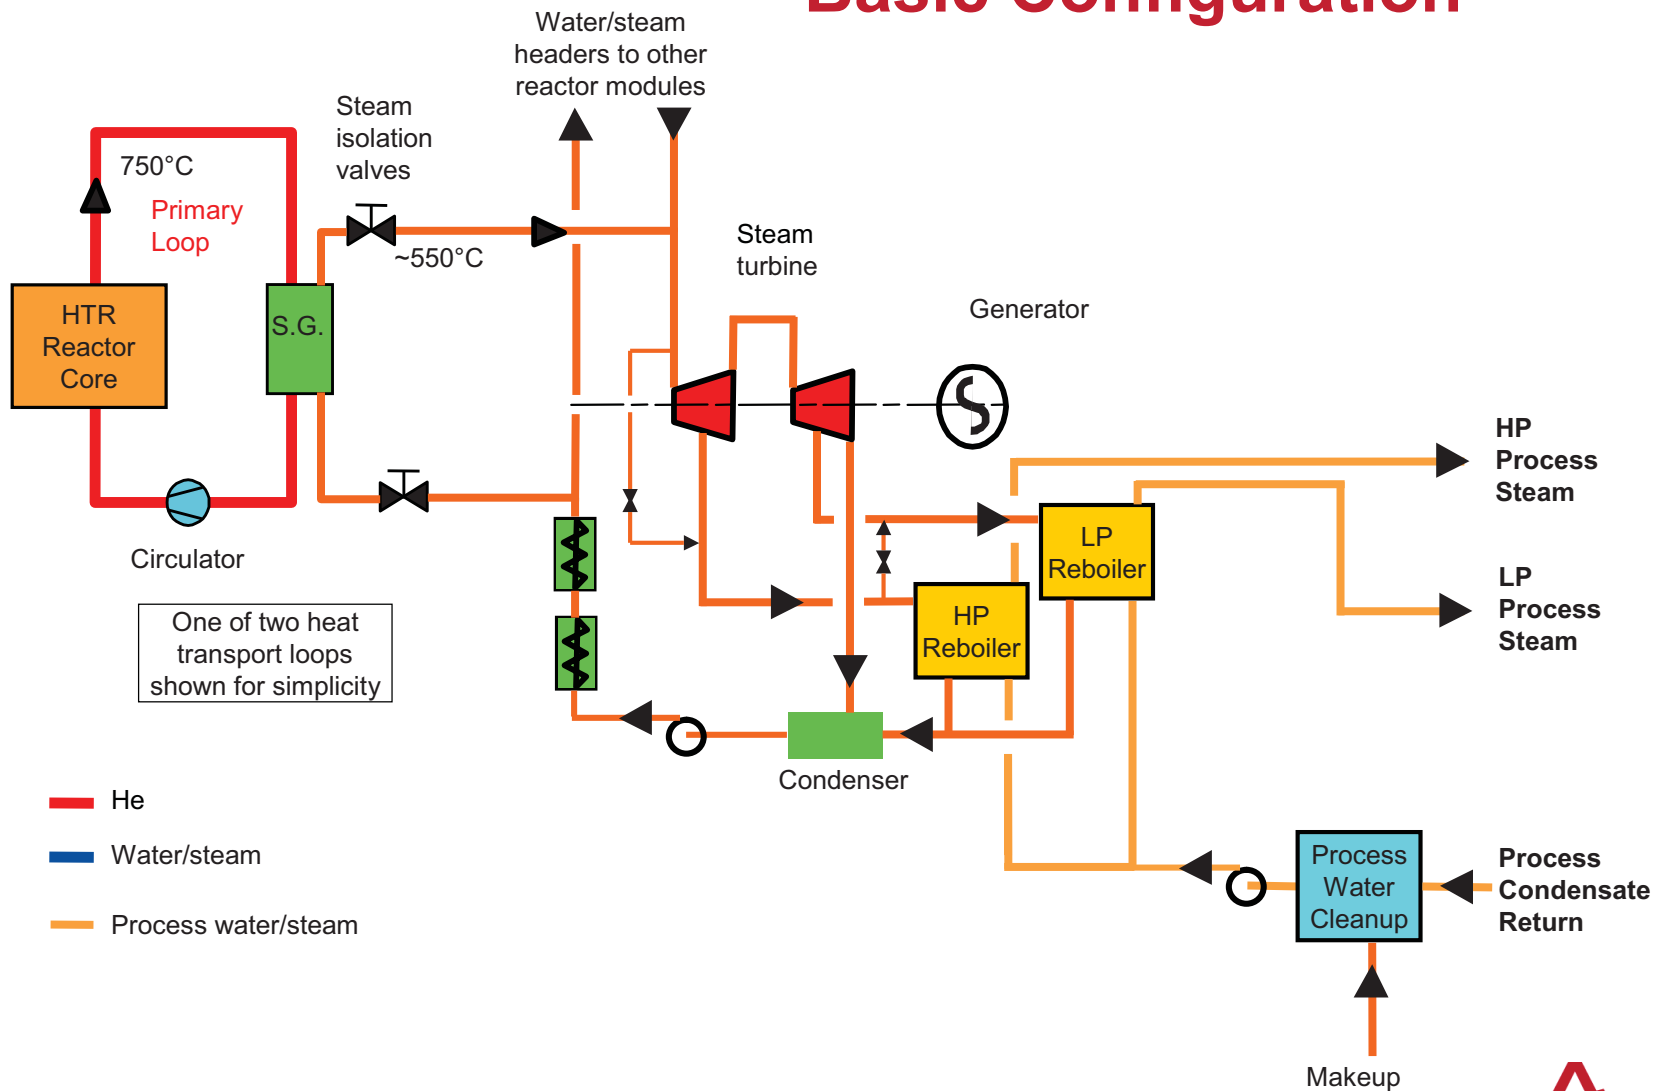 Basic Configuration
Water/steam
headers to other
reactor modules
Steam
isolation
valves
750°C
Primary
Loop
~550°C
Steam
turbine
Generator
HTR
Reactor
Core
S.G.
HP
Process
Steam
LP
Reboiler
Circulator
LP
Process
Steam
HP
Reboiler
One of two heat
transport loops
shown for simplicity
Condenser
He
Water/steam
Process water/steam
Process
Water
Cleanup
Process
Condensate
Return
Makeup